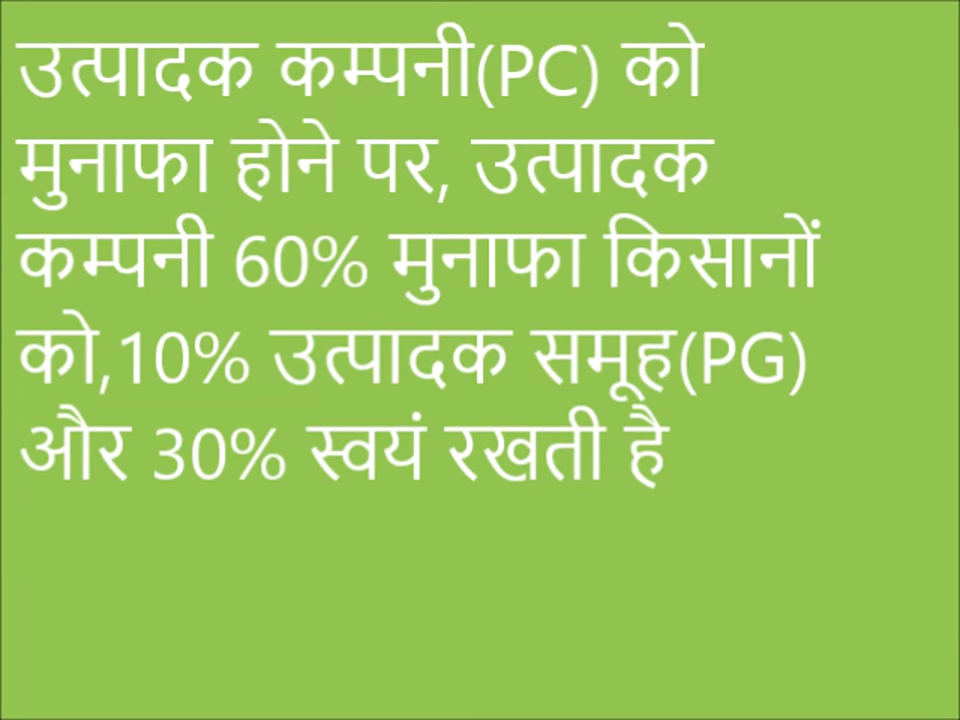 उत्पादक कम्पनी(PC) को
मुनाफा होने पर, उत्पादक
कम्पनी 60% मुनाफा किसानों
को,10% उत्पादक समूह(PG)
और 30% स्वयं रखती है